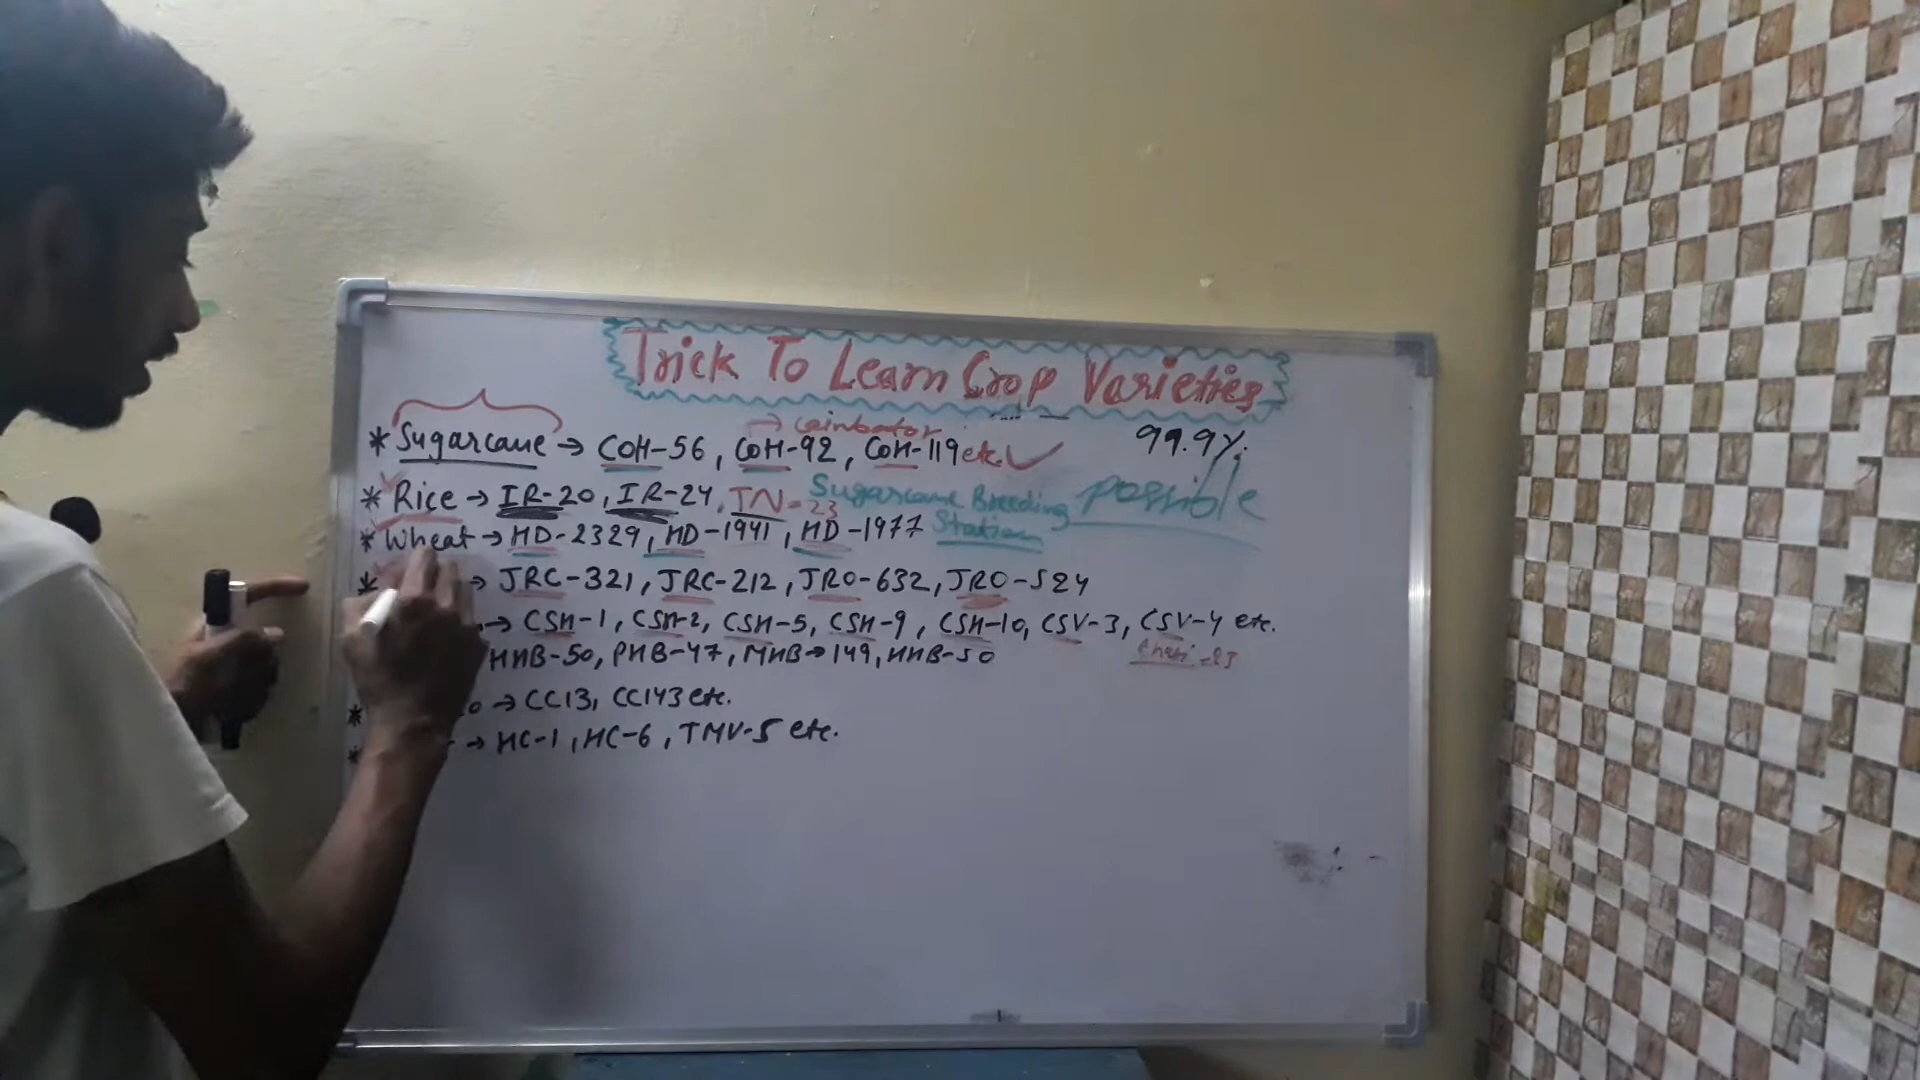 Trick To Learn Crop Varieties
→ Coinbator
* Sugarcane → COH-56, COH-92, COH-119 etc. ✓ 99.9%
* Rice → IR-20, IR-24, TN-23 Sugarcane Breeding Station possible
* Wheat → HD-2329, HD-1941, HD-1977
* → JRC-321, JRC-212, JRO-632, JRO-524
→ CSH-1, CSH-2, CSH-5, CSH-9, CSH-10, CSV-3, CSV-4 etc.
HHB-50, PHB-47, MHB→149, HHB-50
* → CC13, CC143 etc.
* → HC-1, HC-6, TMV-5 etc.